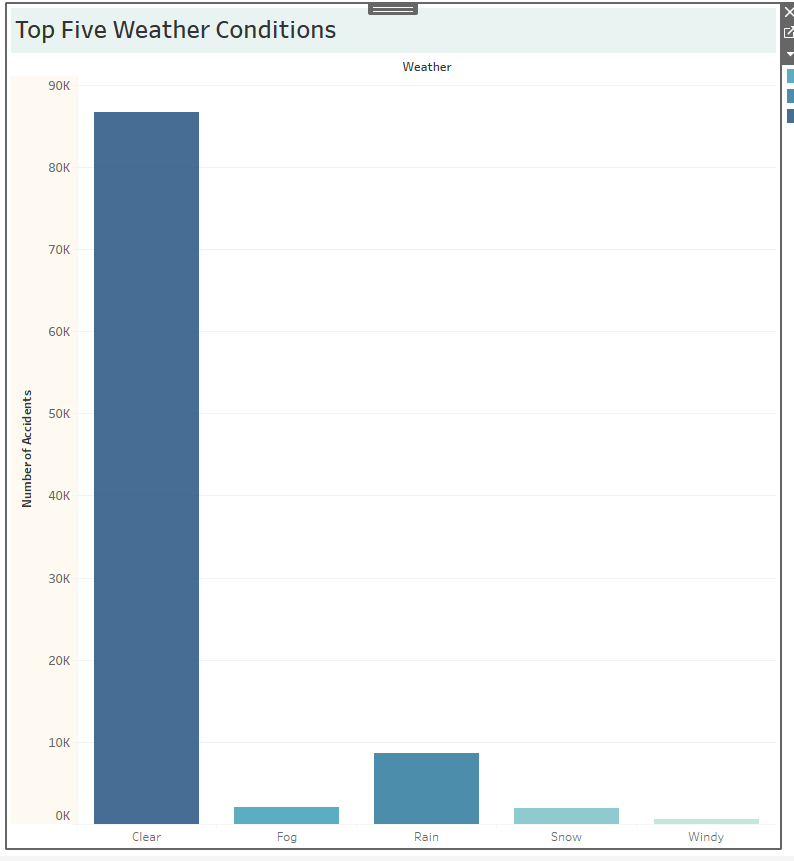 Top Five Weather Conditions
Weather
90K
80K
70K
60K
50K
40K
30K
20K
10K
0K
Number of Accidents
Clear Fog Rain Snow Windy